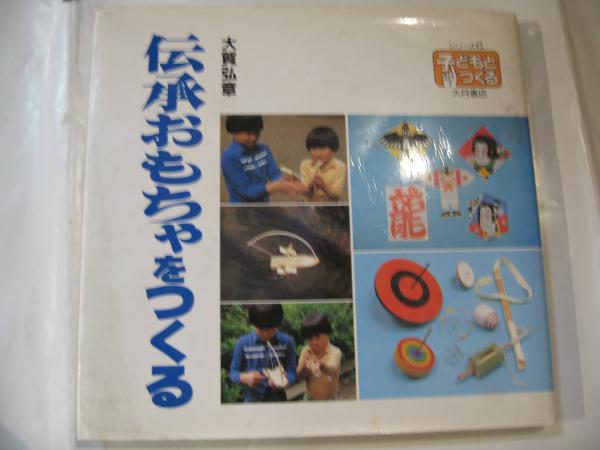 伝承おもちゃをつくる
大賀弘章
シリーズ
子どもと
つくる
大月書店
龍